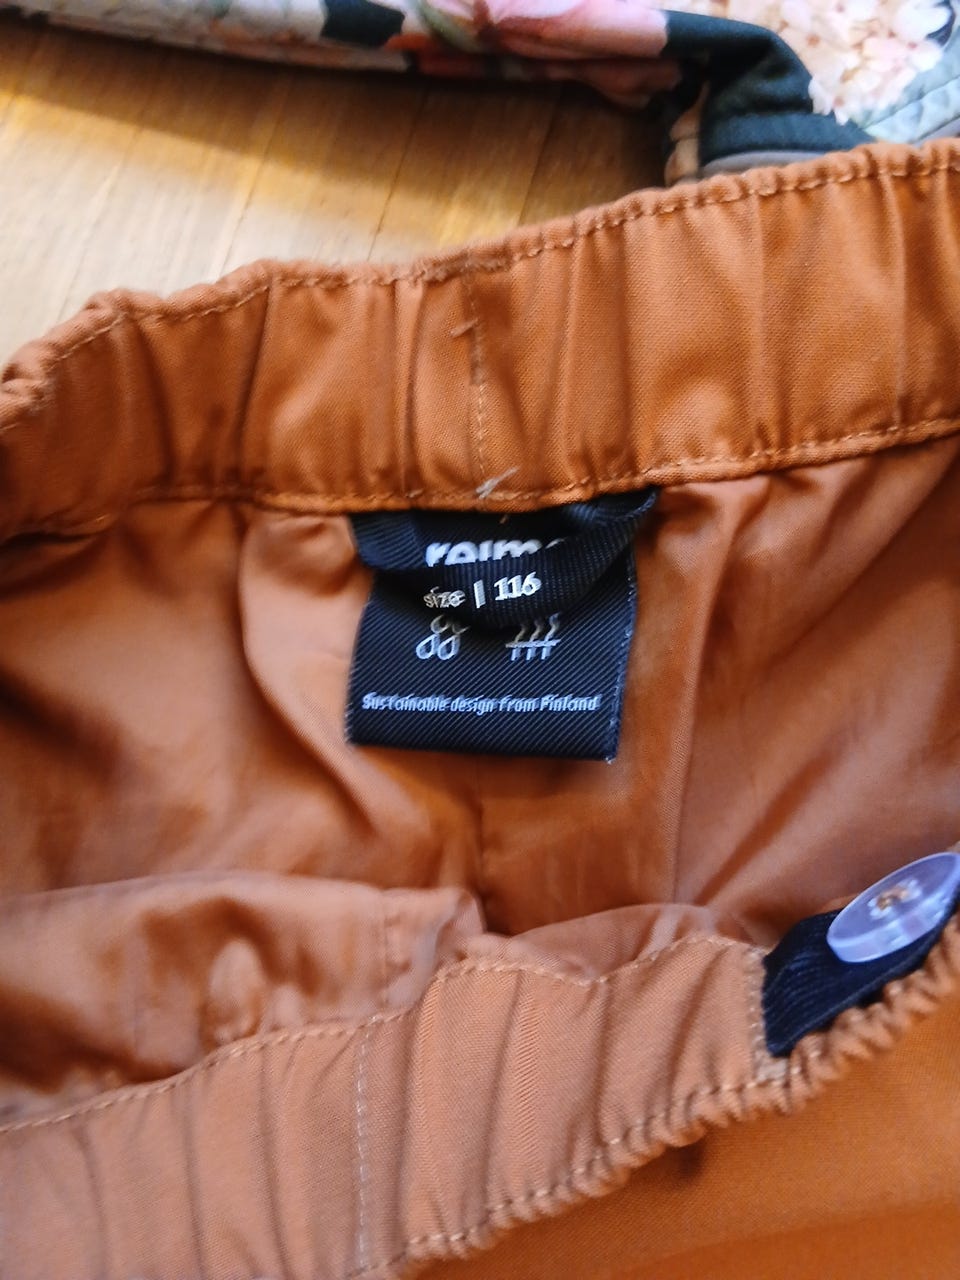 reima
size | 116
Sustainable design from Finland